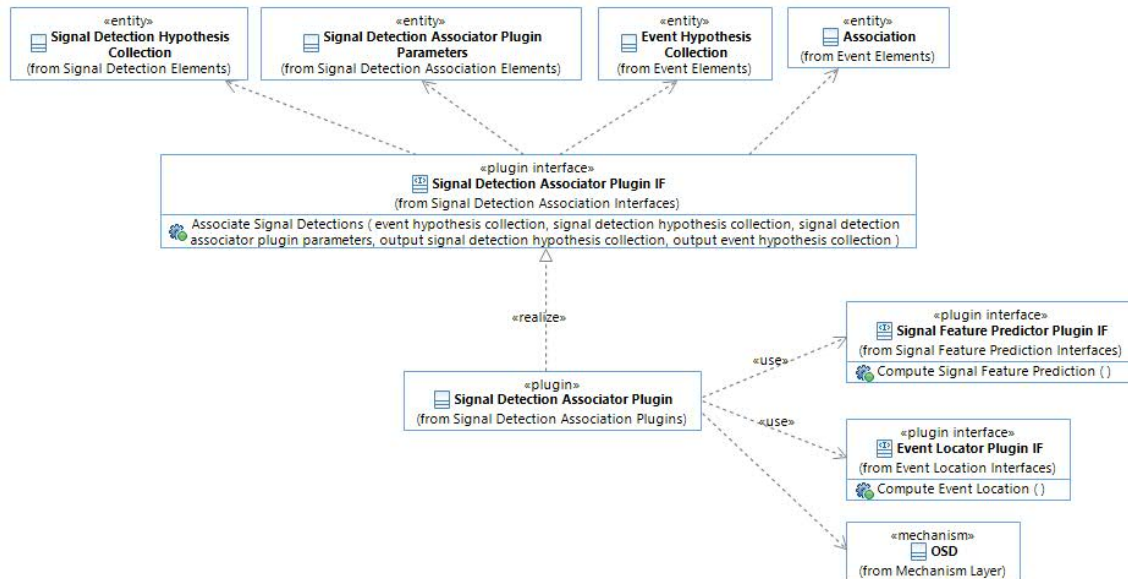 «entity»
Signal Detection Hypothesis
Collection
(from Signal Detection Elements)
«entity»
Signal Detection Associator Plugin
Parameters
(from Signal Detection Association Elements)
«entity»
Event Hypothesis
Collection
(from Event Elements)
«entity»
Association
(from Event Elements)
«plugin interface»
Signal Detection Associator Plugin IF
(from Signal Detection Association Interfaces)
Associate Signal Detections ( event hypothesis collection, signal detection hypothesis collection, signal detection
associator plugin parameters, output signal detection hypothesis collection, output event hypothesis collection )
«realize»
«plugin»
Signal Detection Associator Plugin
(from Signal Detection Association Plugins)
«use»
«plugin interface»
Signal Feature Predictor Plugin IF
(from Signal Feature Prediction Interfaces)
Compute Signal Feature Prediction ( )
«use»
«plugin interface»
Event Locator Plugin IF
(from Event Location Interfaces)
Compute Event Location ( )
«mechanism»
OSD
(from Mechanism Layer)